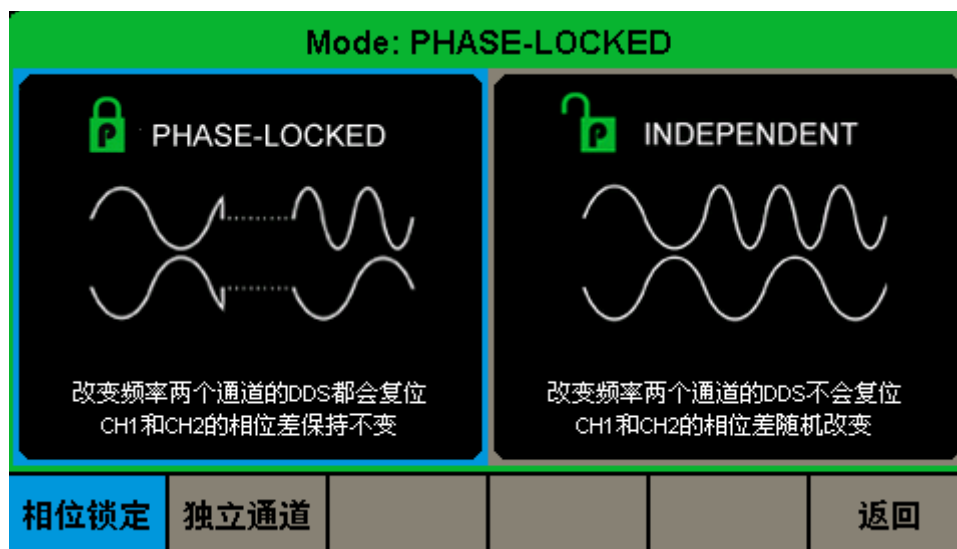 Mode: PHASE-LOCKED
P PHASE-LOCKED
改变频率两个通道的DDS都会复位
CH1和CH2的相位差保持不变
P INDEPENDENT
改变频率两个通道的DDS不会复位
CH1和CH2的相位差随机改变
相位锁定 独立通道 返回